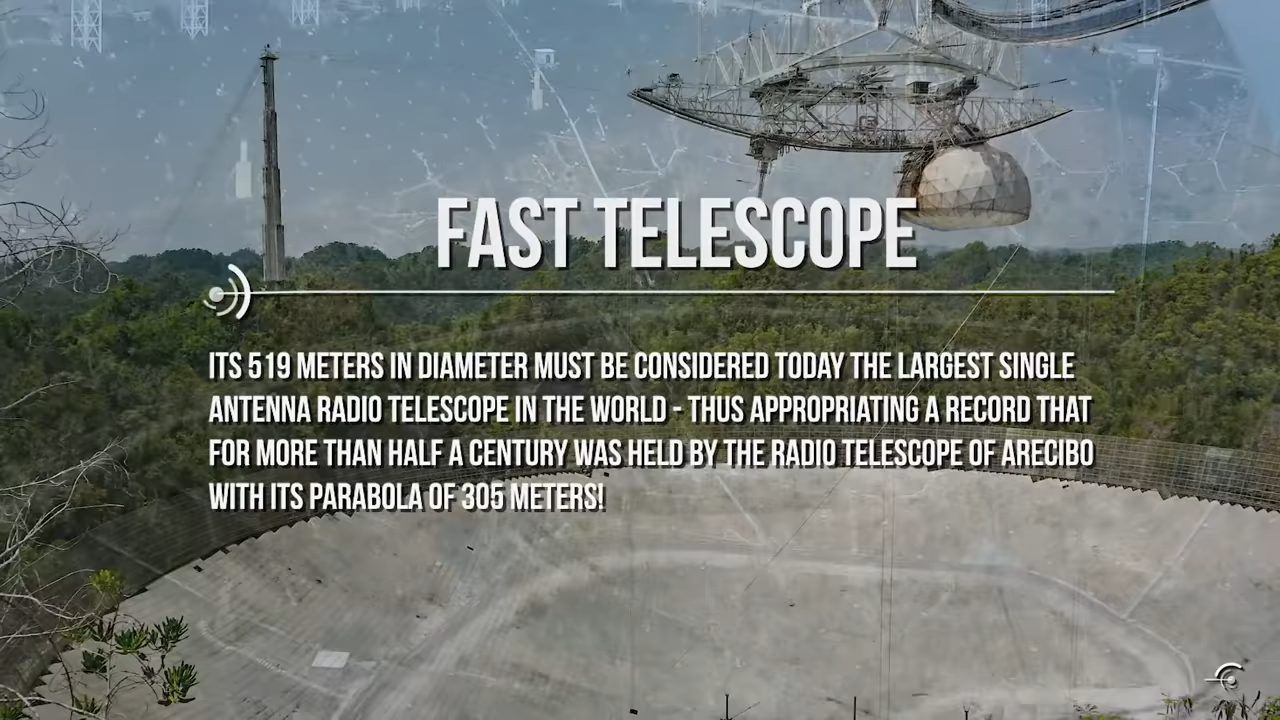 FAST TELESCOPE
ITS 519 METERS IN DIAMETER MUST BE CONSIDERED TODAY THE LARGEST SINGLE
ANTENNA RADIO TELESCOPE IN THE WORLD - THUS APPROPRIATING A RECORD THAT
FOR MORE THAN HALF A CENTURY WAS HELD BY THE RADIO TELESCOPE OF ARECIBO
WITH ITS PARABOLA OF 305 METERS!